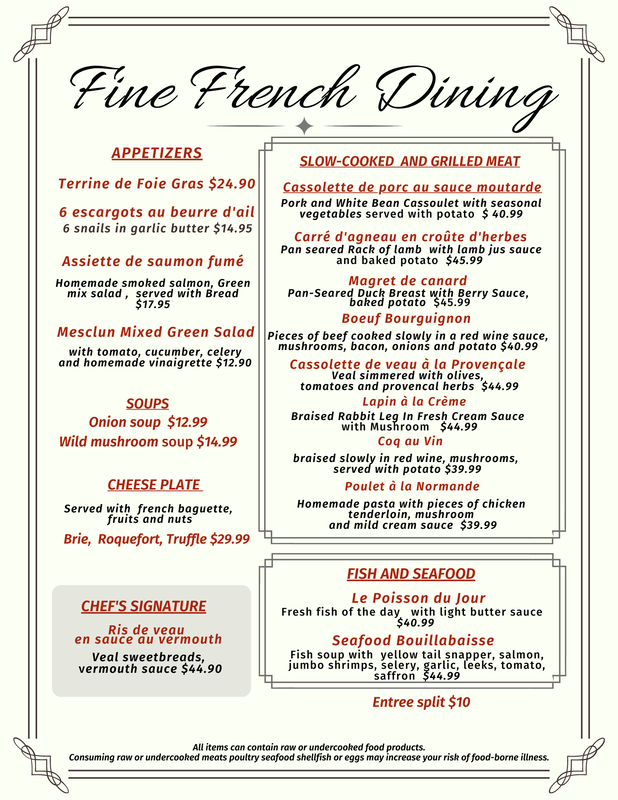 Fine French Dining
APPETIZERS
Terrine de Foie Gras $24.90
6 escargots au beurre d'ail
6 snails in garlic butter $14.95
Assiette de saumon fumé
Homemade smoked salmon, Green
mix salad , served with Bread
$17.95
Mesclun Mixed Green Salad
with tomato, cucumber, celery
and homemade vinaigrette $12.90
SOUPS
Onion soup $12.99
Wild mushroom soup $14.99
CHEESE PLATE
Served with french baguette,
fruits and nuts
Brie, Roquefort, Truffle $29.99
CHEF'S SIGNATURE
Ris de veau
en sauce au vermouth
Veal sweetbreads,
vermouth sauce $44.90
SLOW-COOKED AND GRILLED MEAT
Cassolette de porc au sauce moutarde
Pork and White Bean Cassoulet with seasonal
vegetables served with potato $ 40.99
Carré d'agneau en croûte d'herbes
Pan seared Rack of lamb with lamb jus sauce
and baked potato $45.99
Magret de canard
Pan-Seared Duck Breast with Berry Sauce,
baked potato $45.99
Boeuf Bourguignon
Pieces of beef cooked slowly in a red wine sauce,
mushrooms, bacon, onions and potato $40.99
Cassolette de veau à la Provençale
Veal simmered with olives,
tomatoes and provencal herbs $44.99
Lapin à la Crème
Braised Rabbit Leg In Fresh Cream Sauce
with Mushroom $44.99
Coq au Vin
braised slowly in red wine, mushrooms,
served with potato $39.99
Poulet à la Normande
Homemade pasta with pieces of chicken
tenderloin, mushroom
and mild cream sauce $39.99
FISH AND SEAFOOD
Le Poisson du Jour
Fresh fish of the day with light butter sauce
$40.99
Seafood Bouillabaisse
Fish soup with yellow tail snapper, salmon,
jumbo shrimps, selery, garlic, leeks, tomato,
saffron $44.99
Entree split $10
All items can contain raw or undercooked food products.
Consuming raw or undercooked meats poultry seafood shellfish or eggs may increase your risk of food-borne illness.